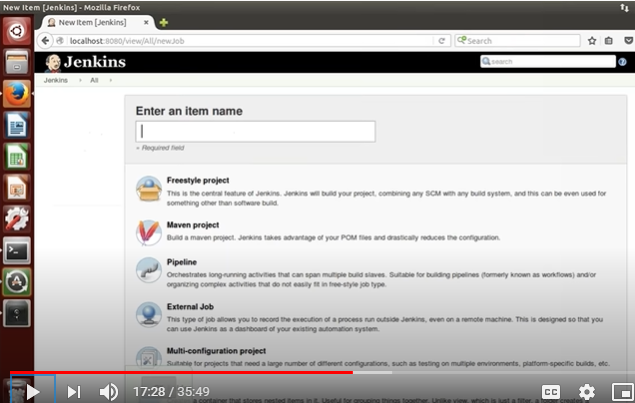 New Item [Jenkins] - Mozilla Firefox
New Item [Jenkins]
localhost:8080/view/All/newJob
Search
Jenkins
search
Jenkins
All
Enter an item name
» Required field
Freestyle project
This is the central feature of Jenkins. Jenkins will build your project, combining any SCM with any build system, and this can be even used for
something other than software build.
Maven project
Build a maven project. Jenkins takes advantage of your POM files and drastically reduces the configuration.
Pipeline
Orchestrates long-running activities that can span multiple build slaves. Suitable for building pipelines (formerly known as workflows) and/or
organizing complex activities that do not easily fit in free-style job type.
External Job
This type of job allows you to record the execution of a process run outside Jenkins, even on a remote machine. This is designed so that you
can use Jenkins as a dashboard of your existing automation system.
Multi-configuration project
Suitable for projects that need a large number of different configurations, such as testing on multiple environments, platform-specific builds, etc.
17:28 / 35:49
CC